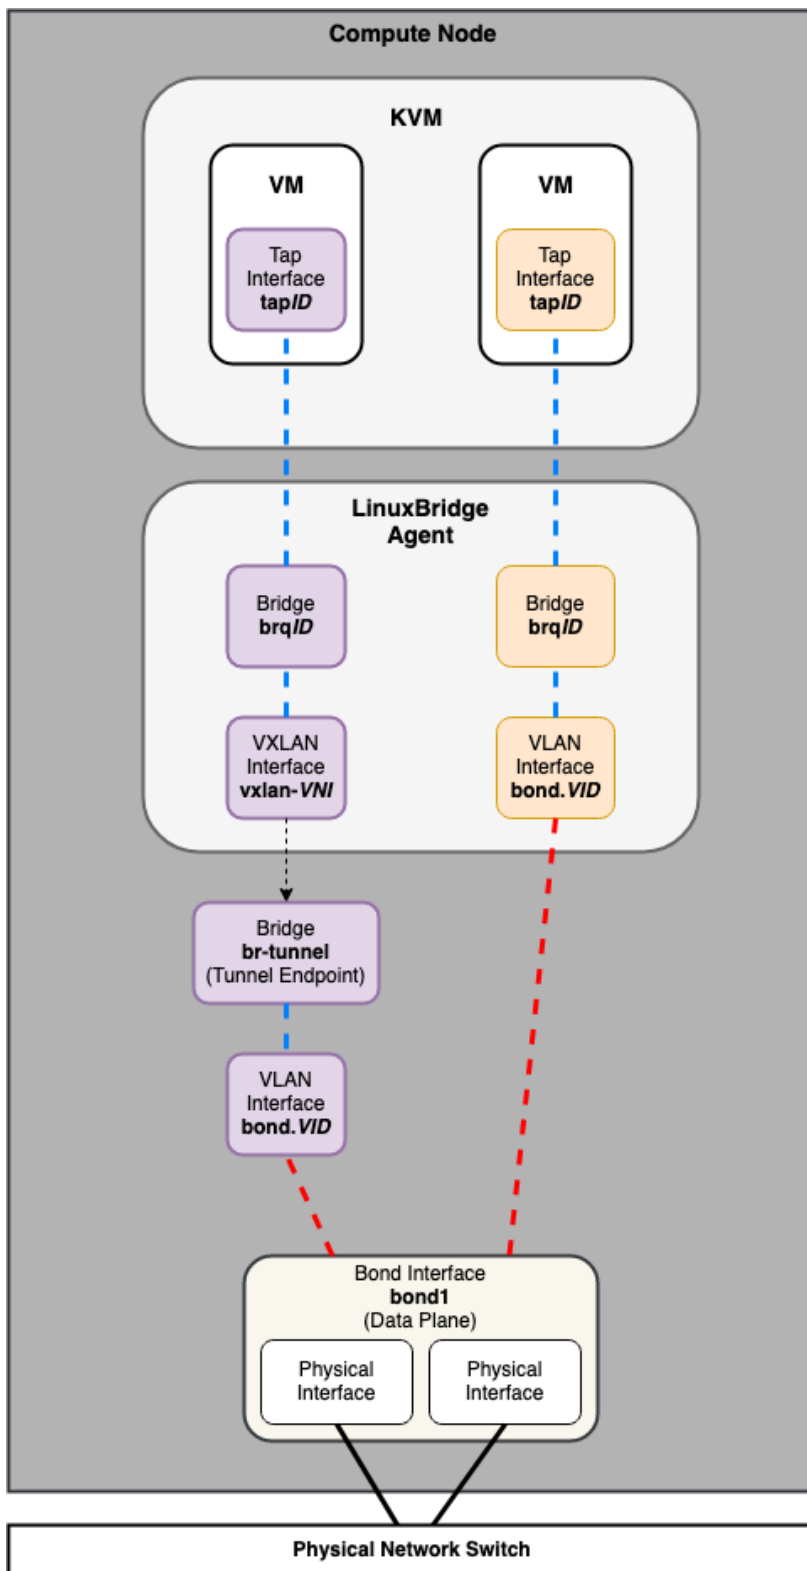 Compute Node
KVM
VM
VM
Tap
Interface
tapID
Tap
Interface
tapID
LinuxBridge
Agent
Bridge
brqID
Bridge
brqID
VXLAN
Interface
vxlan-VNI
VLAN
Interface
bond.VID
Bridge
br-tunnel
(Tunnel Endpoint)
VLAN
Interface
bond.VID
Bond Interface
bond1
(Data Plane)
Physical
Interface
Physical
Interface
Physical Network Switch